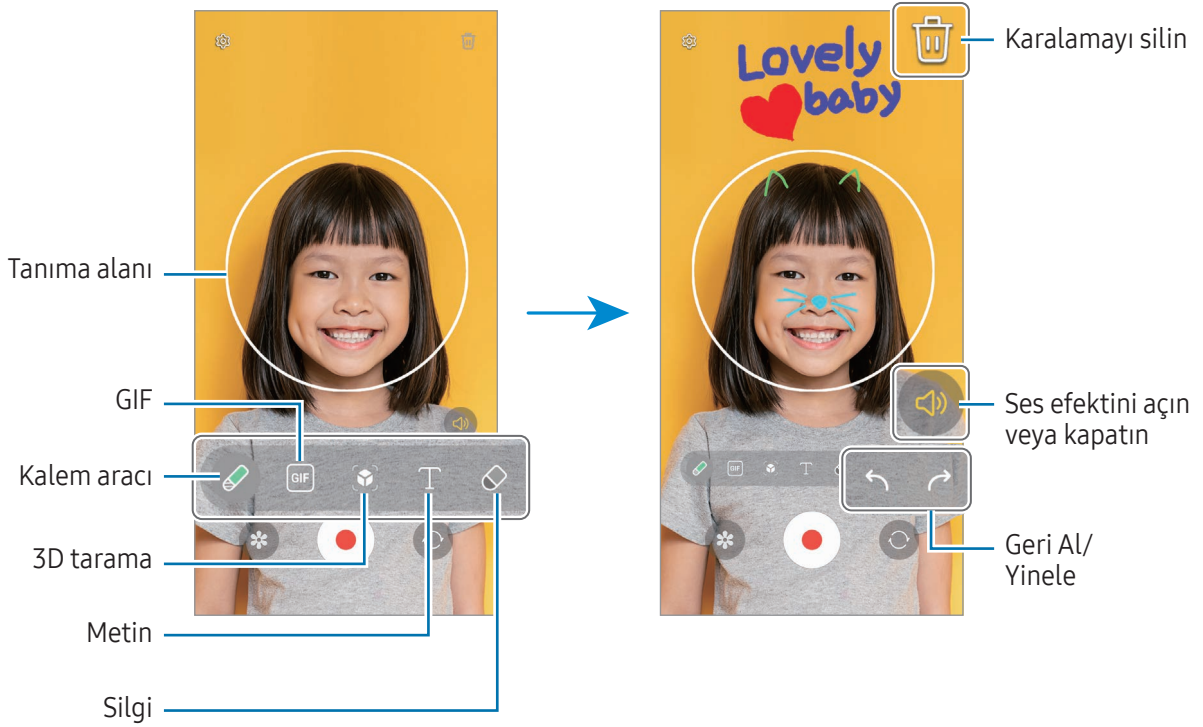 Lovely
baby
Karalamayı silin
Tanıma alanı
GIF
Kalem aracı
3D tarama
Metin
Silgi
GIF
T
GIF
T
Ses efektini açın
veya kapatın
Geri Al/
Yinele